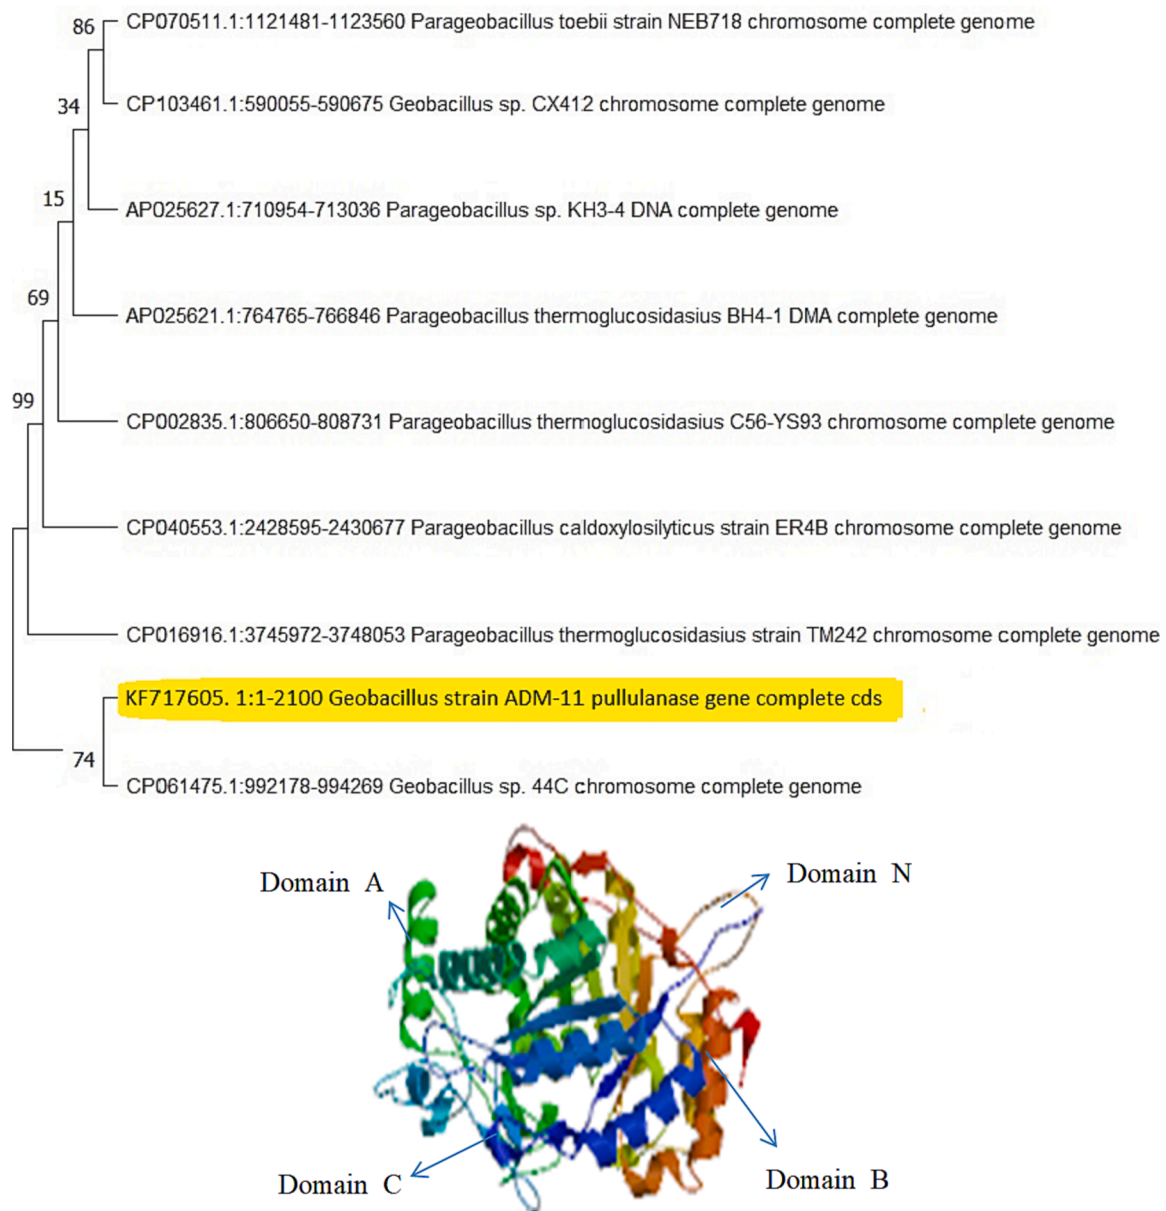 86
CP070511.1:1121481-1123560 Parageobacillus toebii strain NEB718 chromosome complete genome
34
CP103461.1:590055-590675 Geobacillus sp. CX412 chromosome complete genome
15
AP025627.1:710954-713036 Parageobacillus sp. KH3-4 DNA complete genome
69
AP025621.1:764765-766846 Parageobacillus thermoglucosidasius BH4-1 DMA complete genome
99
CP002835.1:806650-808731 Parageobacillus thermoglucosidasius C56-YS93 chromosome complete genome
CP040553.1:2428595-2430677 Parageobacillus caldoxylosilyticus strain ER4B chromosome complete genome
CP016916.1:3745972-3748053 Parageobacillus thermoglucosidasius strain TM242 chromosome complete genome
KF717605. 1:1-2100 Geobacillus strain ADM-11 pullulanase gene complete cds
74
CP061475.1:992178-994269 Geobacillus sp. 44C chromosome complete genome
Domain A
Domain N
Domain C
Domain B